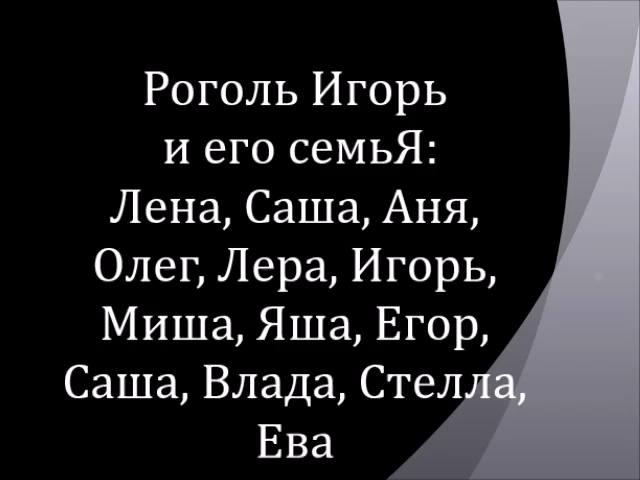 Роголь Игорь
и его семьЯ:
Лена, Саша, Аня,
Олег, Лера, Игорь,
Миша, Яша, Егор,
Саша, Влада, Стелла,
Ева